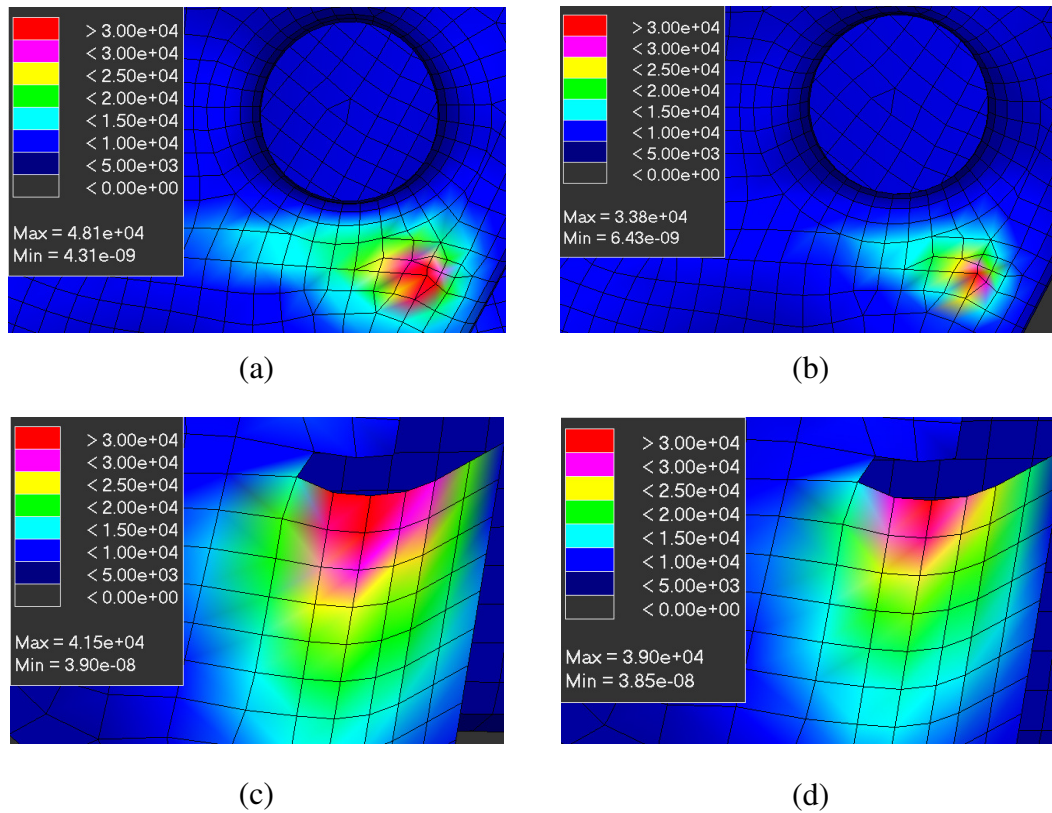 > 3.00e+04
< 3.00e+04
< 2.50e+04
< 2.00e+04
< 1.50e+04
< 1.00e+04
< 5.00e+03
< 0.00e+00
Max = 4.81e+04
Min = 4.31e-09
(a)
> 3.00e+04
< 3.00e+04
< 2.50e+04
< 2.00e+04
< 1.50e+04
< 1.00e+04
< 5.00e+03
< 0.00e+00
Max = 3.38e+04
Min = 6.43e-09
(b)
> 3.00e+04
< 3.00e+04
< 2.50e+04
< 2.00e+04
< 1.50e+04
< 1.00e+04
< 5.00e+03
< 0.00e+00
Max = 4.15e+04
Min = 3.90e-08
(c)
> 3.00e+04
< 3.00e+04
< 2.50e+04
< 2.00e+04
< 1.50e+04
< 1.00e+04
< 5.00e+03
< 0.00e+00
Max = 3.90e+04
Min = 3.85e-08
(d)